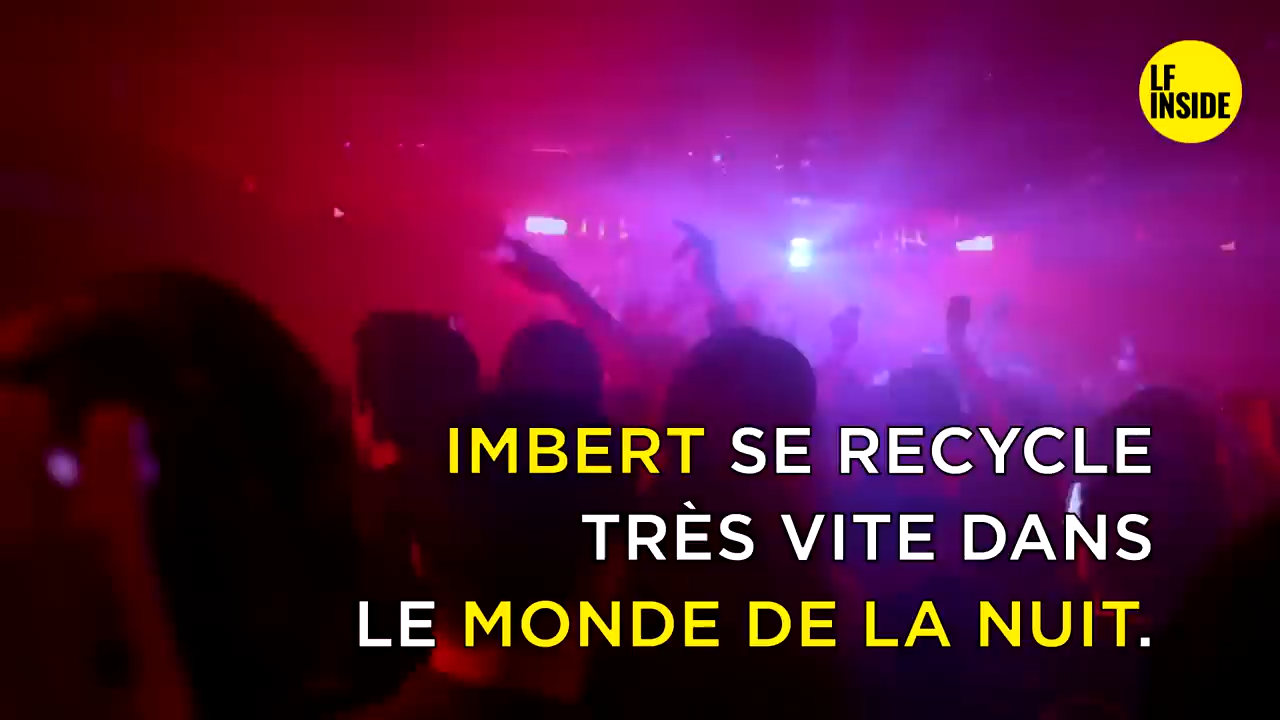 LF
INSIDE
IMBERT SE RECYCLE
TRÈS VITE DANS
LE MONDE DE LA NUIT.